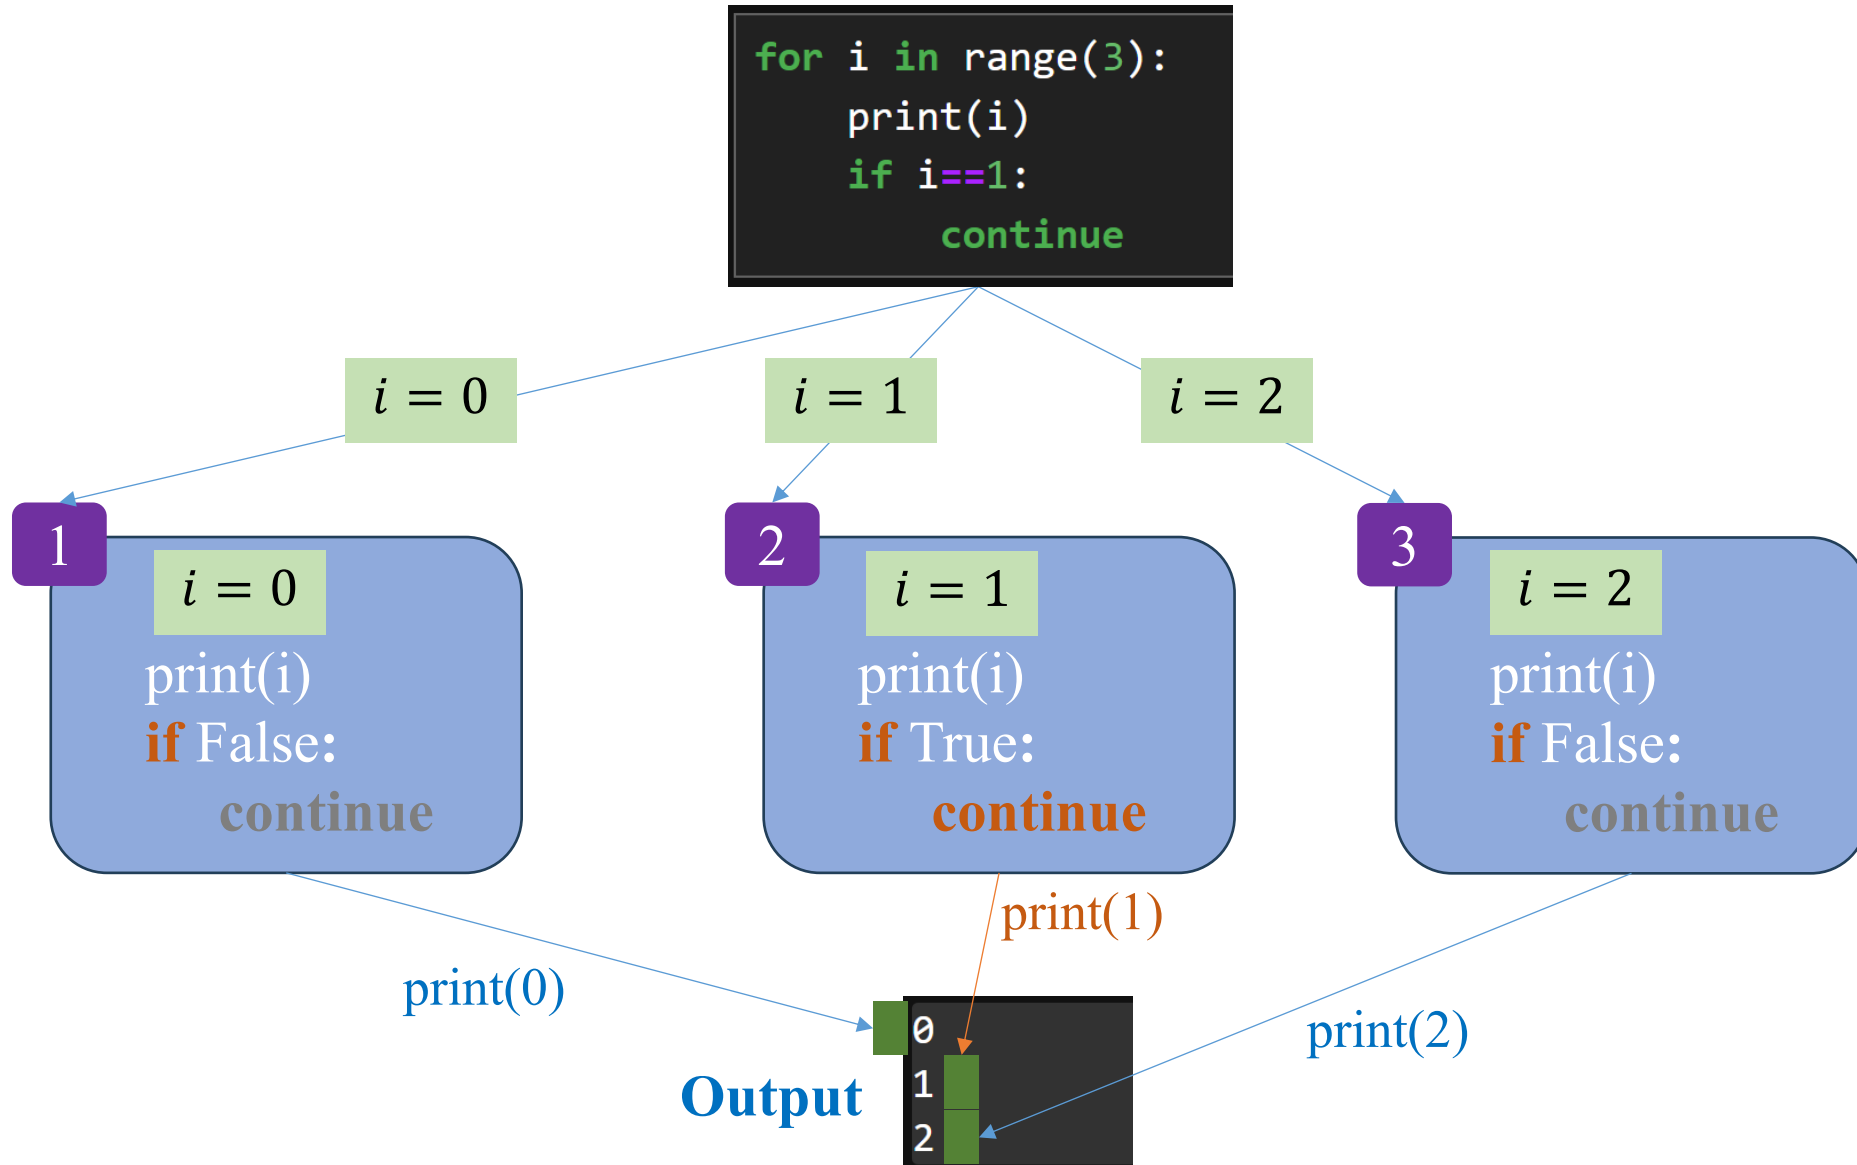 for i in range(3):
    print(i)
    if i==1:
        continue
i = 0
i = 1
i = 2
1
i = 0
print(i)
if False:
continue
2
i = 1
print(i)
if True:
continue
3
i = 2
print(i)
if False:
continue
print(0)
print(1)
print(2)
Output
0
1
2